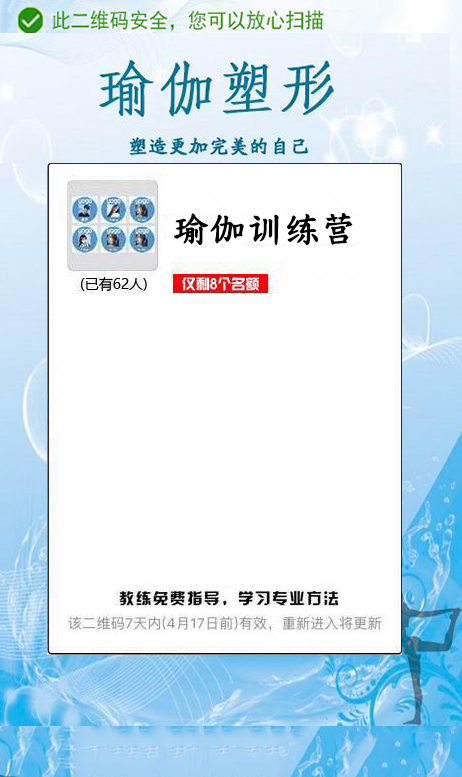 此二维码安全，您可以放心扫描
瑜伽塑形
塑造更加完美的自己
瑜伽训练营
(已有62人)
仅剩8个名额
教练免费指导，学习专业方法
该二维码7天内(4月17日前)有效，重新进入将更新